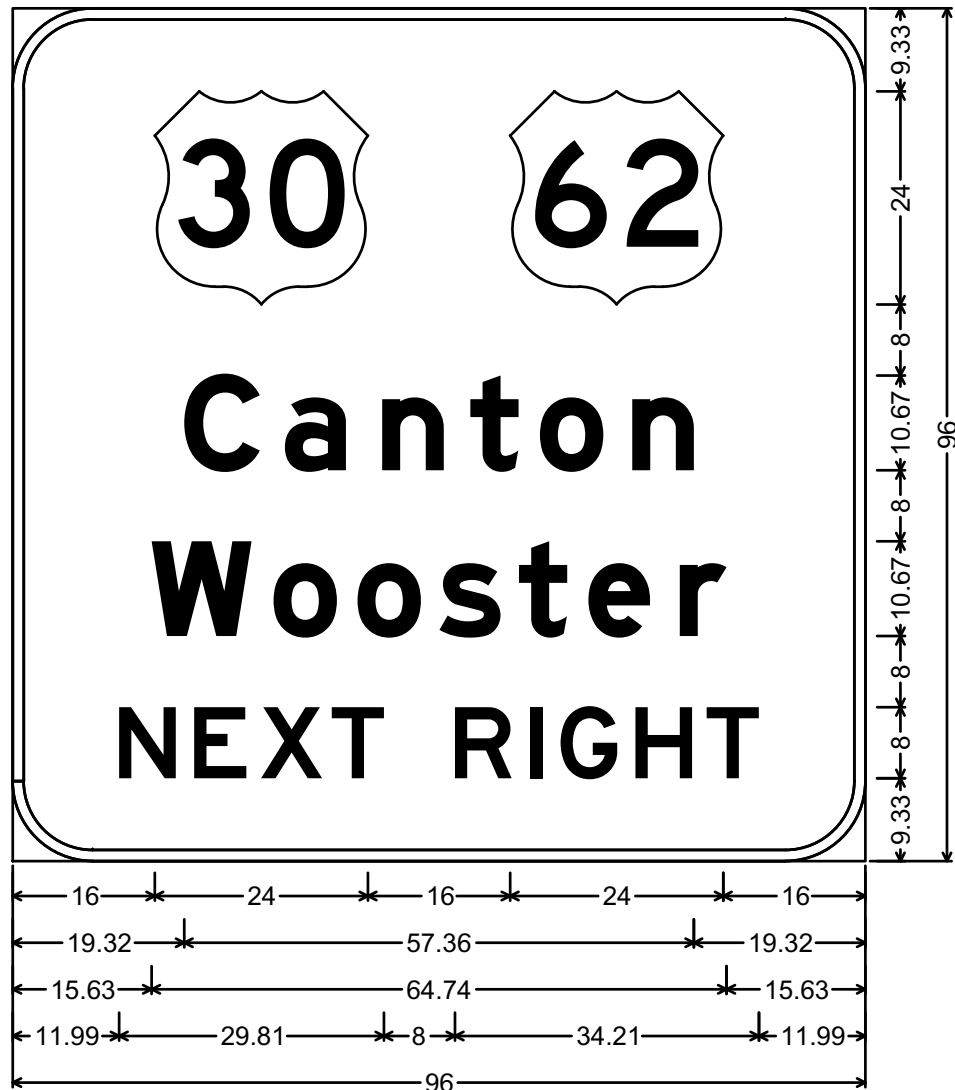 30 62
Canton
Wooster
NEXT RIGHT
9.33
24
8
10.67
8
10.67
8
8
9.33
96
16 24 16 24 16
19.32 57.36 19.32
15.63 64.74 15.63
11.99 29.81 8 34.21 11.99
96